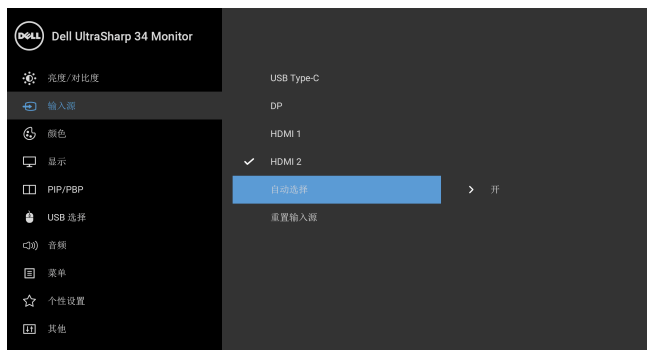 DELL
Dell UltraSharp 34 Monitor
亮度/对比度
输入源
颜色
显示
PIP/PBP
USB 选择
音频
菜单
个性设置
其他
USB Type-C
DP
HDMI 1
HDMI 2
自动选择
开
重置输入源